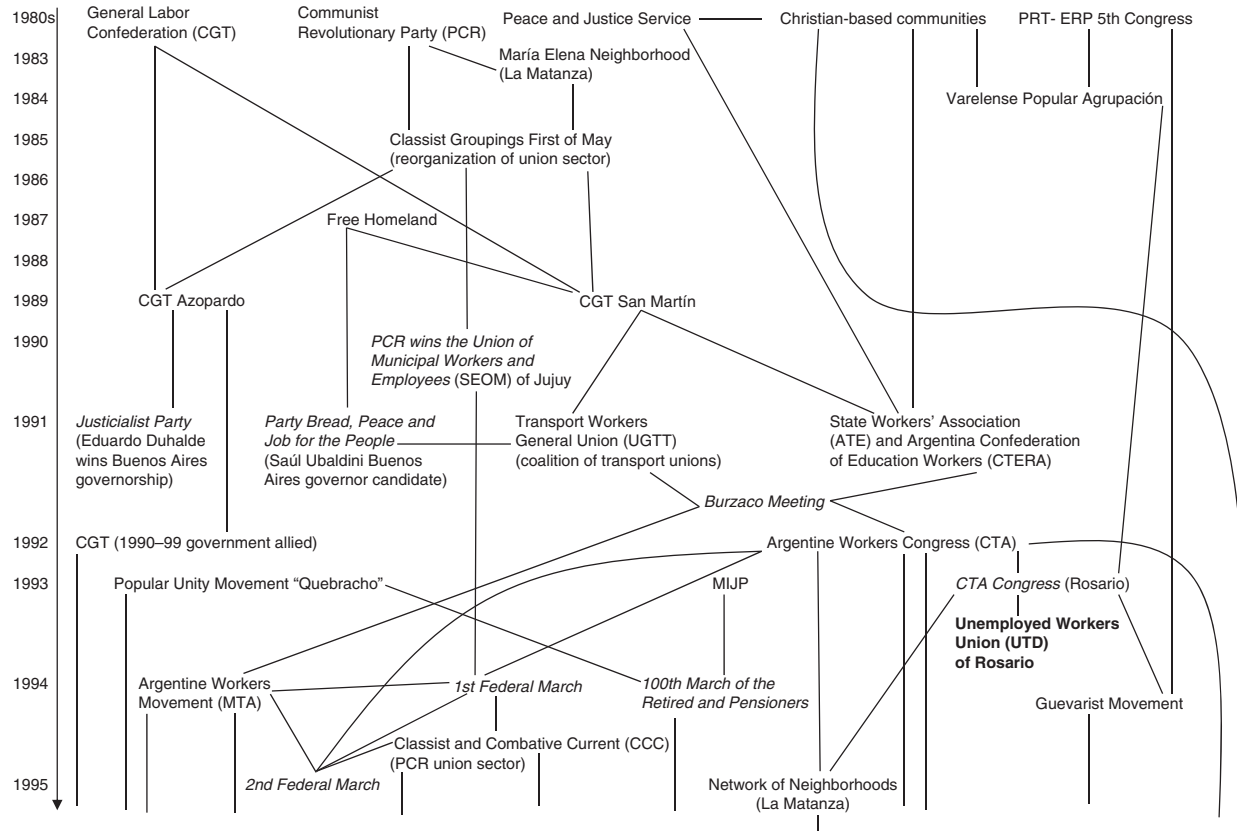 1980s
General Labor
Confederation (CGT)
Communist
Revolutionary Party (PCR)
Peace and Justice Service
Christian-based communities
PRT- ERP 5th Congress
1983
María Elena Neighborhood
(La Matanza)
1984
Varelense Popular Agrupación
1985
Classist Groupings First of May
(reorganization of union sector)
1986
1987
Free Homeland
1988
1989
CGT Azopardo
CGT San Martín
1990
PCR wins the Union of
Municipal Workers and
Employees (SEOM) of Jujuy
1991
Justicialist Party
(Eduardo Duhalde
wins Buenos Aires
governorship)
Party Bread, Peace and
Job for the People
(Saúl Ubaldini Buenos
Aires governor candidate)
Transport Workers
General Union (UGTT)
(coalition of transport unions)
State Workers’ Association
(ATE) and Argentina Confederation
of Education Workers (CTERA)
Burzaco Meeting
1992
CGT (1990–99 government allied)
Argentine Workers Congress (CTA)
1993
Popular Unity Movement “Quebracho”
MIJP
CTA Congress (Rosario)
Unemployed Workers
Union (UTD)
of Rosario
1994
Argentine Workers
Movement (MTA)
1st Federal March
100th March of the
Retired and Pensioners
Guevarist Movement
Classist and Combative Current (CCC)
(PCR union sector)
1995
2nd Federal March
Network of Neighborhoods
(La Matanza)